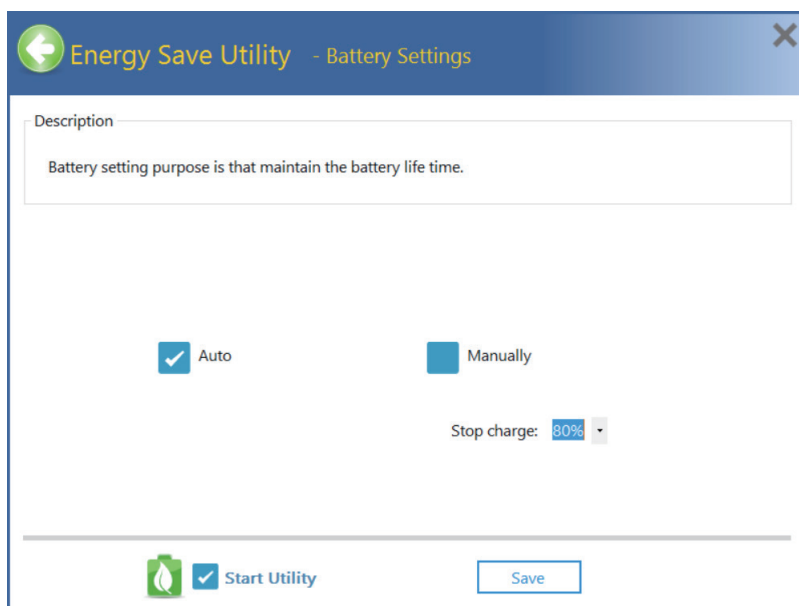 Energy Save Utility - Battery Settings
Description
Battery setting purpose is that maintain the battery life time.
Auto
Manually
Stop charge: 80%
Start Utility
Save